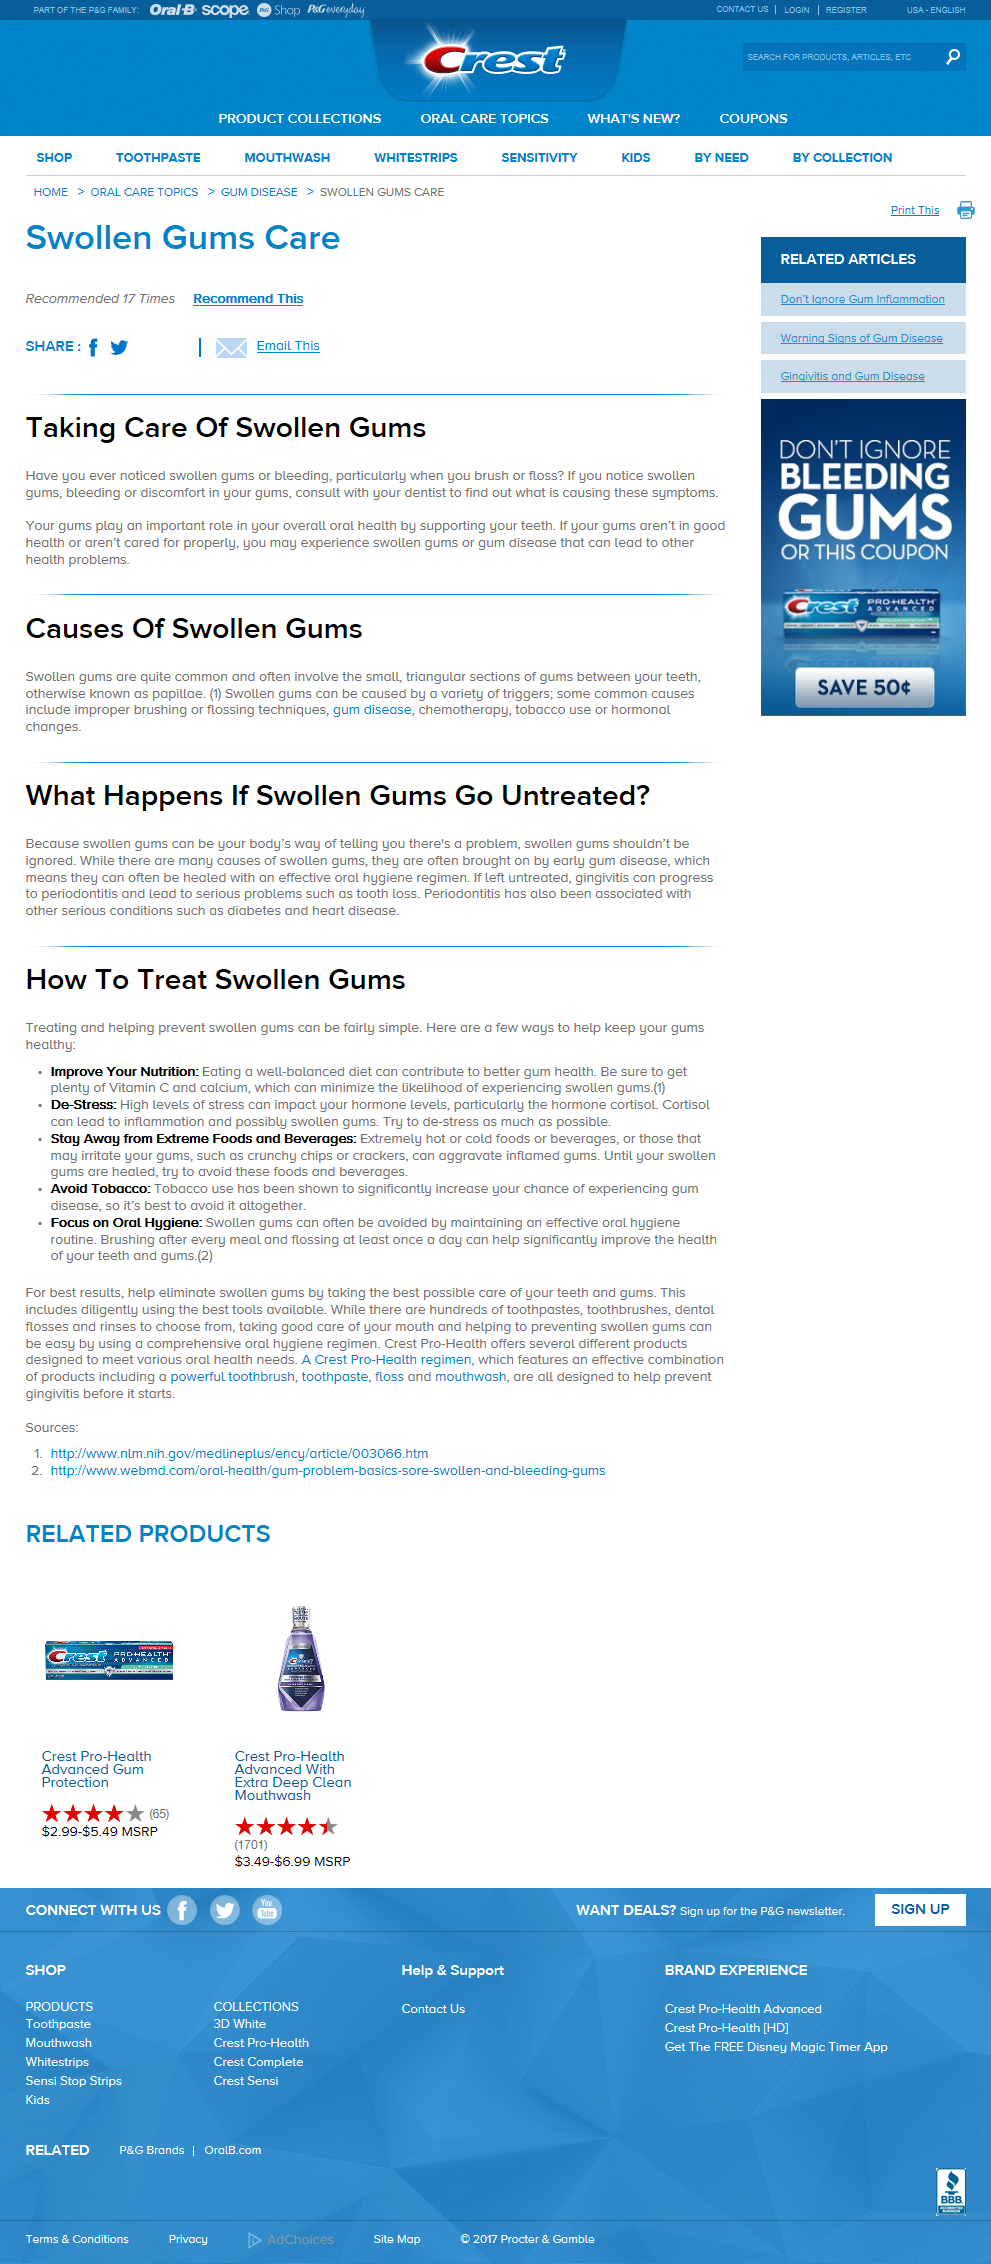 PART OF THE P&G FAMILY: Oral-B scope. P&G Shop P&G everyday
CONTACT US | LOGIN | REGISTER USA - ENGLISH
Crest
SEARCH FOR PRODUCTS, ARTICLES, ETC
PRODUCT COLLECTIONS ORAL CARE TOPICS WHAT'S NEW? COUPONS
SHOP TOOTHPASTE MOUTHWASH WHITESTRIPS SENSITIVITY KIDS BY NEED BY COLLECTION
HOME > ORAL CARE TOPICS > GUM DISEASE > SWOLLEN GUMS CARE
Print This
Swollen Gums Care
Recommended 17 Times Recommend This
SHARE : | Email This
RELATED ARTICLES
Don't Ignore Gum Inflammation
Warning Signs of Gum Disease
Gingivitis and Gum Disease
DON'T IGNORE
BLEEDING
GUMS
OR THIS COUPON
Crest PRO-HEALTH
ADVANCED
SAVE 50¢
Taking Care Of Swollen Gums
Have you ever noticed swollen gums or bleeding, particularly when you brush or floss? If you notice swollen
gums, bleeding or discomfort in your gums, consult with your dentist to find out what is causing these symptoms.
Your gums play an important role in your overall oral health by supporting your teeth. If your gums aren't in good
health or aren't cared for properly, you may experience swollen gums or gum disease that can lead to other
health problems.
Causes Of Swollen Gums
Swollen gums are quite common and often involve the small, triangular sections of gums between your teeth,
otherwise known as papillae. (1) Swollen gums can be caused by a variety of triggers; some common causes
include improper brushing or flossing techniques, gum disease, chemotherapy, tobacco use or hormonal
changes.
What Happens If Swollen Gums Go Untreated?
Because swollen gums can be your body's way of telling you there's a problem, swollen gums shouldn't be
ignored. While there are many causes of swollen gums, they are often brought on by early gum disease, which
means they can often be healed with an effective oral hygiene regimen. If left untreated, gingivitis can progress
to periodontitis and lead to serious problems such as tooth loss. Periodontitis has also been associated with
other serious conditions such as diabetes and heart disease.
How To Treat Swollen Gums
Treating and helping prevent swollen gums can be fairly simple. Here are a few ways to help keep your gums
healthy:
• Improve Your Nutrition: Eating a well-balanced diet can contribute to better gum health. Be sure to get
plenty of Vitamin C and calcium, which can minimize the likelihood of experiencing swollen gums.(1)
• De-Stress: High levels of stress can impact your hormone levels, particularly the hormone cortisol. Cortisol
can lead to inflammation and possibly swollen gums. Try to de-stress as much as possible.
• Stay Away from Extreme Foods and Beverages: Extremely hot or cold foods or beverages, or those that
may irritate your gums, such as crunchy chips or crackers, can aggravate inflamed gums. Until your swollen
gums are healed, try to avoid these foods and beverages.
• Avoid Tobacco: Tobacco use has been shown to significantly increase your chance of experiencing gum
disease, so it's best to avoid it altogether.
• Focus on Oral Hygiene: Swollen gums can often be avoided by maintaining an effective oral hygiene
routine. Brushing after every meal and flossing at least once a day can help significantly improve the health
of your teeth and gums.(2)
For best results, help eliminate swollen gums by taking the best possible care of your teeth and gums. This
includes diligently using the best tools available. While there are hundreds of toothpastes, toothbrushes, dental
flosses and rinses to choose from, taking good care of your mouth and helping to preventing swollen gums can
be easy by using a comprehensive oral hygiene regimen. Crest Pro-Health offers several different products
designed to meet various oral health needs. A Crest Pro-Health regimen, which features an effective combination
of products including a powerful toothbrush, toothpaste, floss and mouthwash, are all designed to help prevent
gingivitis before it starts.
Sources:
1. http://www.nlm.nih.gov/medlineplus/ency/article/003066.htm
2. http://www.webmd.com/oral-health/gum-problem-basics-sore-swollen-and-bleeding-gums
RELATED PRODUCTS
Crest PRO-HEALTH
ADVANCED
Crest
Crest Pro-Health
Advanced Gum
Protection
(65)
$2.99-$5.49 MSRP
Crest Pro-Health
Advanced With
Extra Deep Clean
Mouthwash
(1701)
$3.49-$6.99 MSRP
CONNECT WITH US You Tube
WANT DEALS? Sign up for the P&G newsletter. SIGN UP
SHOP
PRODUCTS
Toothpaste
Mouthwash
Whitestrips
Sensi Stop Strips
Kids
COLLECTIONS
3D White
Crest Pro-Health
Crest Complete
Crest Sensi
Help & Support
Contact Us
BRAND EXPERIENCE
Crest Pro-Health Advanced
Crest Pro-Health [HD]
Get The FREE Disney Magic Timer App
RELATED P&G Brands | OralB.com
BBB
Terms & Conditions Privacy AdChoices Site Map © 2017 Procter & Gamble